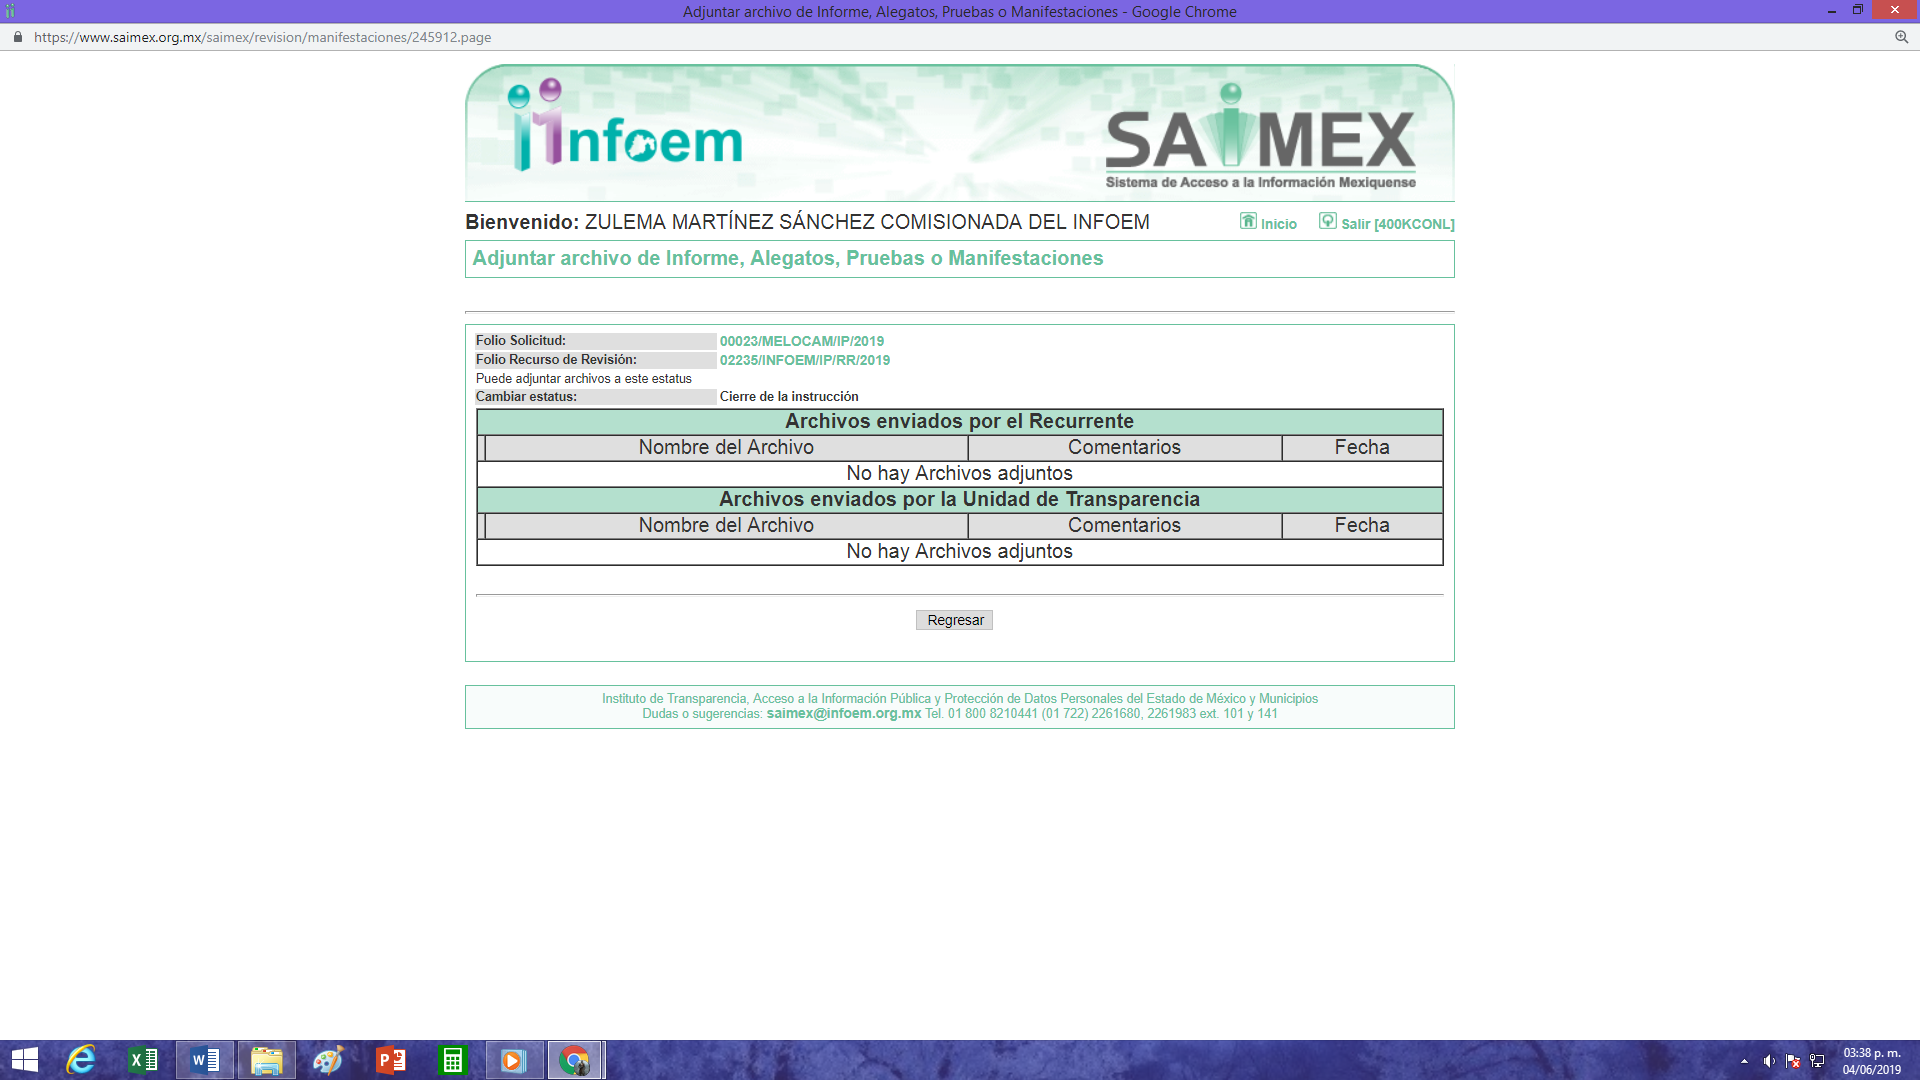 Adjuntar archivo de Informe, Alegatos, Pruebas o Manifestaciones - Google Chrome
https://www.saimex.org.mx/saimex/revision/manifestaciones/245912.page
infoem
SAIMEX
Sistema de Acceso a la Información Mexiquense
Bienvenido: ZULEMA MARTÍNEZ SÁNCHEZ COMISIONADA DEL INFOEM Inicio Salir [400KCONL]
Adjuntar archivo de Informe, Alegatos, Pruebas o Manifestaciones
Folio Solicitud: 00023/MELOCAM/IP/2019
Folio Recurso de Revisión: 02235/INFOEM/IP/RR/2019
Puede adjuntar archivos a este estatus
Cambiar estatus: Cierre de la instrucción
Archivos enviados por el Recurrente
Nombre del Archivo Comentarios Fecha
No hay Archivos adjuntos
Archivos enviados por la Unidad de Transparencia
Nombre del Archivo Comentarios Fecha
No hay Archivos adjuntos
Regresar
Instituto de Transparencia, Acceso a la Información Pública y Protección de Datos Personales del Estado de México y Municipios
Dudas o sugerencias: saimex@infoem.org.mx Tel. 01 800 8210441 (01 722) 2261680, 2261983 ext. 101 y 141
03:38 p. m.
04/06/2019